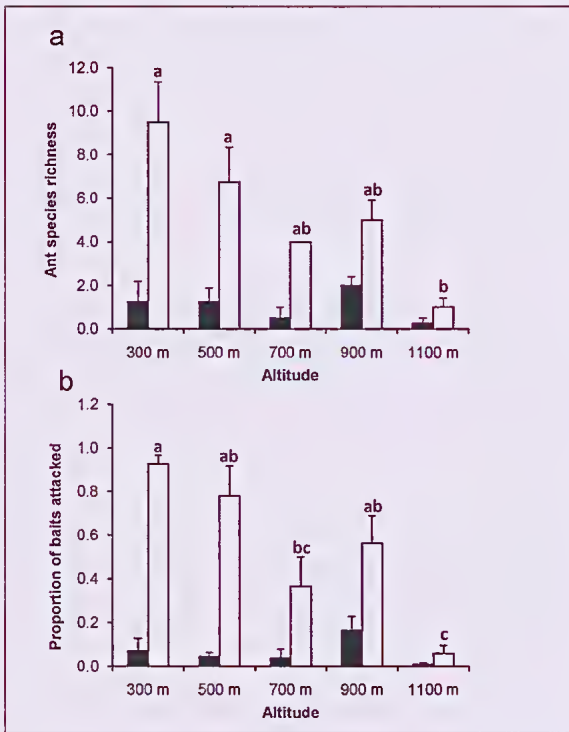 a
Ant species richness
12.0
10.0
8.0
6.0
4.0
2.0
0.0
a
a
ab
ab
b
300 m 500 m 700 m 900 m 1100 m
Altitude
b
Proportion of baits attacked
1.2
1.0
0.8
0.6
0.4
0.2
0.0
a
ab
bc
ab
c
300 m 500 m 700 m 900 m 1100 m
Altitude